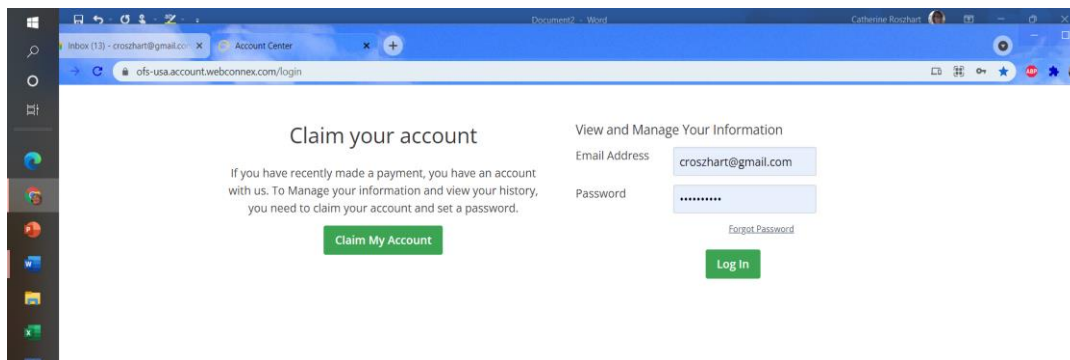 Document2 - Word
Catherine Roszhart
Inbox (13) - croszhart@gmail.con
Account Center
ofs-usa.account.webconnex.com/login
ABP
Claim your account
If you have recently made a payment, you have an account
with us. To Manage your information and view your history,
you need to claim your account and set a password.
Claim My Account
View and Manage Your Information
Email Address
croszhart@gmail.com
Password
••••••••••
Forgot Password
Log In